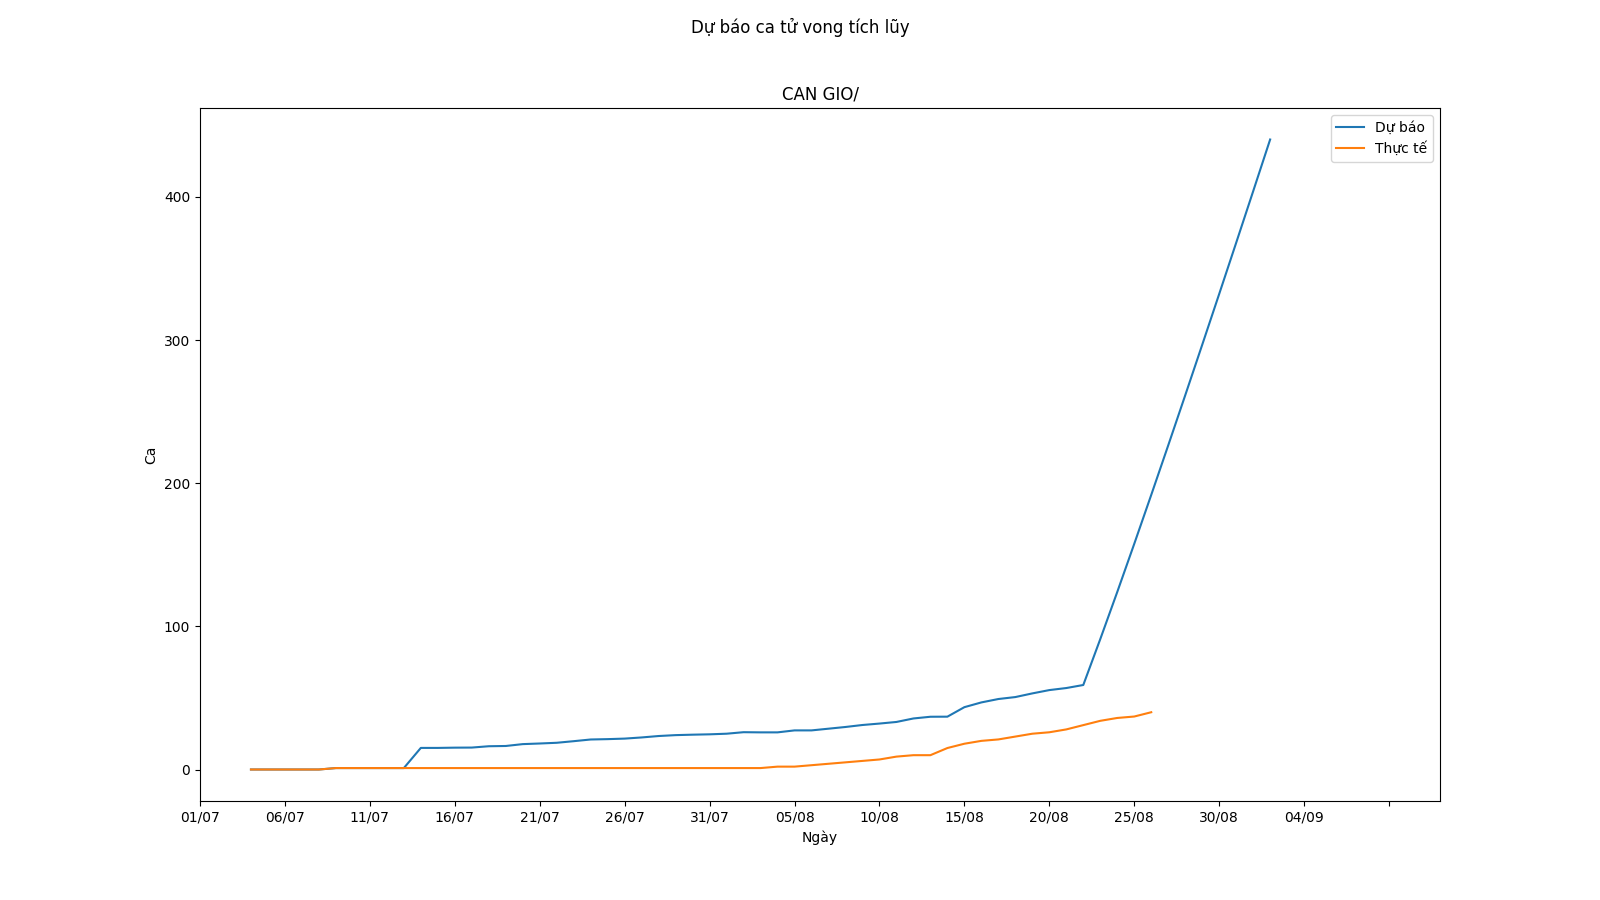 Dự báo ca tử vong tích lũy
CAN GIO/
Dự báo
Thực tế
400
300
200
100
0
Ca
01/07 06/07 11/07 16/07 21/07 26/07 31/07 05/08 10/08 15/08 20/08 25/08 30/08 04/09
Ngày